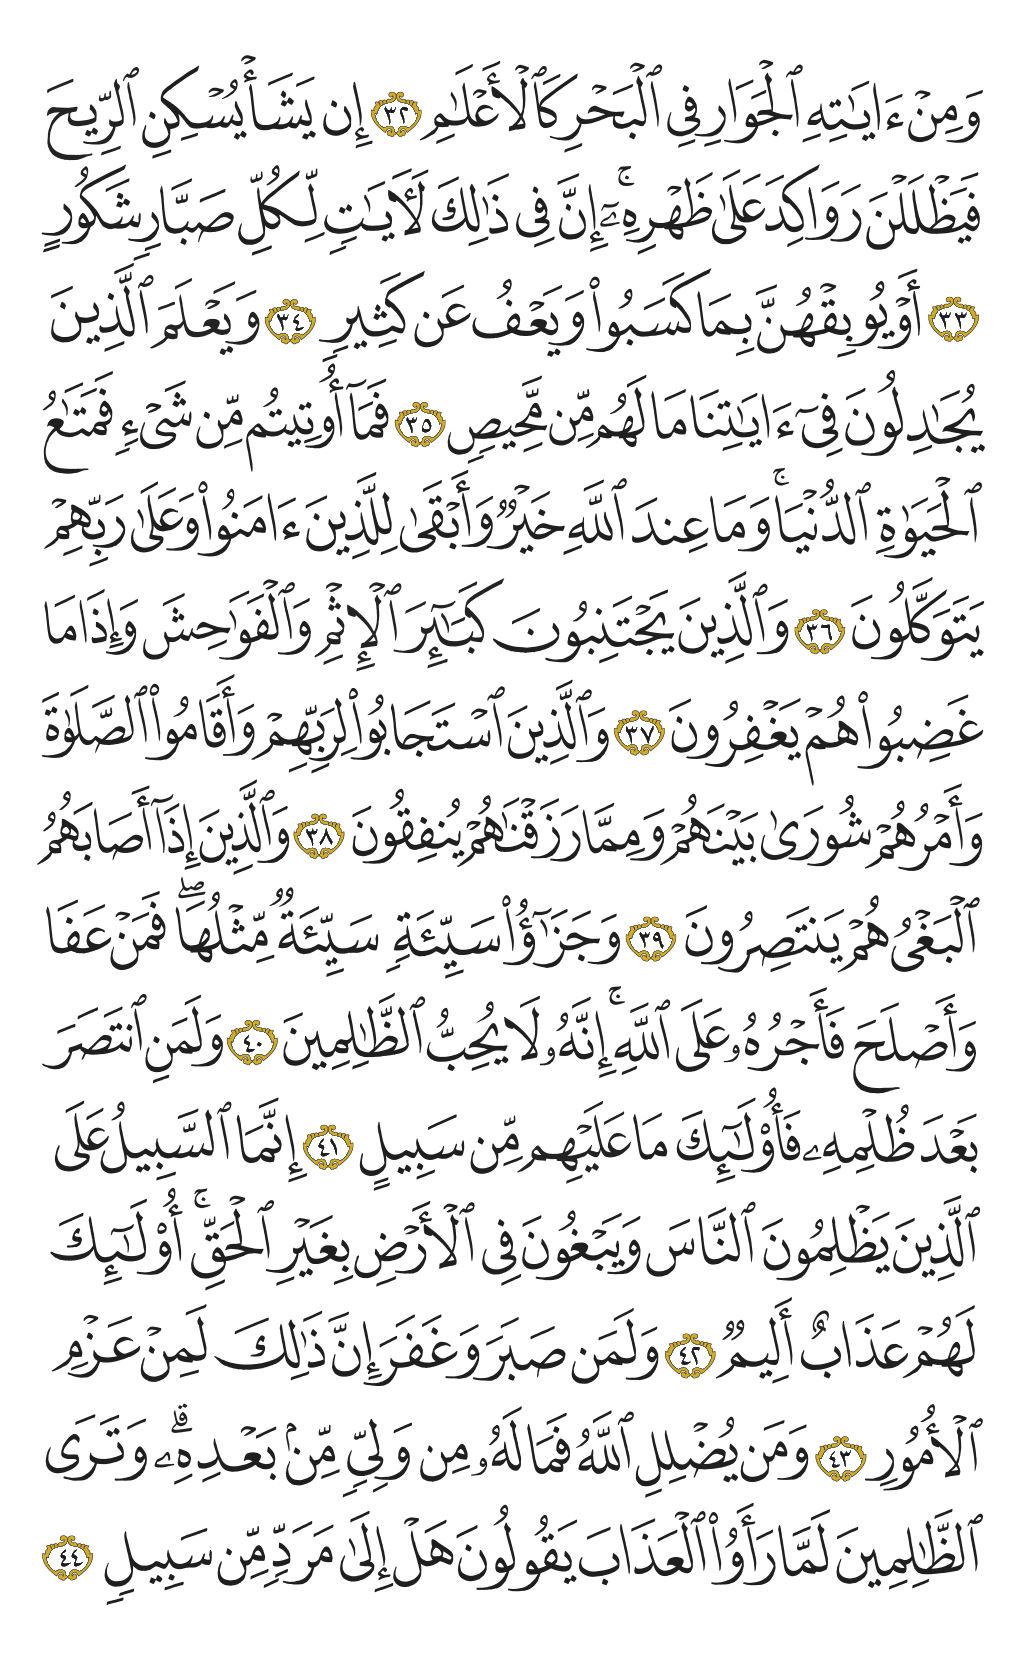 وَمِنْ ءَايَٰتِهِ ٱلْجَوَارِ فِى ٱلْبَحْرِ كَٱلْأَعْلَٰمِ ٣٢ إِن يَشَأْ يُسْكِنِ ٱلرِّيحَ
فَيَظْلَلْنَ رَوَاكِدَ عَلَىٰ ظَهْرِهِۦٓ ۚ إِنَّ فِى ذَٰلِكَ لَءَايَٰتٍ لِّكُلِّ صَبَّارٍ شَكُورٍ
٣٣ أَوْ يُوبِقْهُنَّ بِمَا كَسَبُوا۟ وَيَعْفُ عَن كَثِيرٍ ٣٤ وَيَعْلَمَ ٱلَّذِينَ
يُجَٰدِلُونَ فِىٓ ءَايَٰتِنَا مَا لَهُم مِّن مَّحِيصٍ ٣٥ فَمَآ أُوتِيتُم مِّن شَىْءٍ فَمَتَٰعُ
ٱلْحَيَوٰةِ ٱلدُّنْيَا ۚ وَمَا عِندَ ٱللَّهِ خَيْرٌ وَأَبْقَىٰ لِلَّذِينَ ءَامَنُوا۟ وَعَلَىٰ رَبِّهِمْ
يَتَوَكَّلُونَ ٣٦ وَٱلَّذِينَ يَجْتَنِبُونَ كَبَٰٓئِرَ ٱلْإِثْمِ وَٱلْفَوَٰحِشَ وَإِذَا مَا
غَضِبُوا۟ هُمْ يَغْفِرُونَ ٣٧ وَٱلَّذِينَ ٱسْتَجَابُوا۟ لِرَبِّهِمْ وَأَقَامُوا۟ ٱلصَّلَوٰةَ
وَأَمْرُهُمْ شُورَىٰ بَيْنَهُمْ وَمِمَّا رَزَقْنَٰهُمْ يُنفِقُونَ ٣٨ وَٱلَّذِينَ إِذَآ أَصَابَهُمُ
ٱلْبَغْىُ هُمْ يَنتَصِرُونَ ٣٩ وَجَزَٰٓؤُا۟ سَيِّئَةٍ سَيِّئَةٌ مِّثْلُهَا ۖ فَمَنْ عَفَا
وَأَصْلَحَ فَأَجْرُهُۥ عَلَى ٱللَّهِ ۚ إِنَّهُۥ لَا يُحِبُّ ٱلظَّٰلِمِينَ ٤٠ وَلَمَنِ ٱنتَصَرَ
بَعْدَ ظُلْمِهِۦ فَأُو۟لَٰٓئِكَ مَا عَلَيْهِم مِّن سَبِيلٍ ٤١ إِنَّمَا ٱلسَّبِيلُ عَلَى
ٱلَّذِينَ يَظْلِمُونَ ٱلنَّاسَ وَيَبْغُونَ فِى ٱلْأَرْضِ بِغَيْرِ ٱلْحَقِّ ۚ أُو۟لَٰٓئِكَ
لَهُمْ عَذَابٌ أَلِيمٌ ٤٢ وَلَمَن صَبَرَ وَغَفَرَ إِنَّ ذَٰلِكَ لَمِنْ عَزْمِ
ٱلْأُمُورِ ٤٣ وَمَن يُضْلِلِ ٱللَّهُ فَمَا لَهُۥ مِن وَلِىٍّ مِّنۢ بَعْدِهِۦ ۗ وَتَرَى
ٱلظَّٰلِمِينَ لَمَّا رَأَوُا۟ ٱلْعَذَابَ يَقُولُونَ هَلْ إِلَىٰ مَرَدٍّ مِّن سَبِيلٍ ٤٤